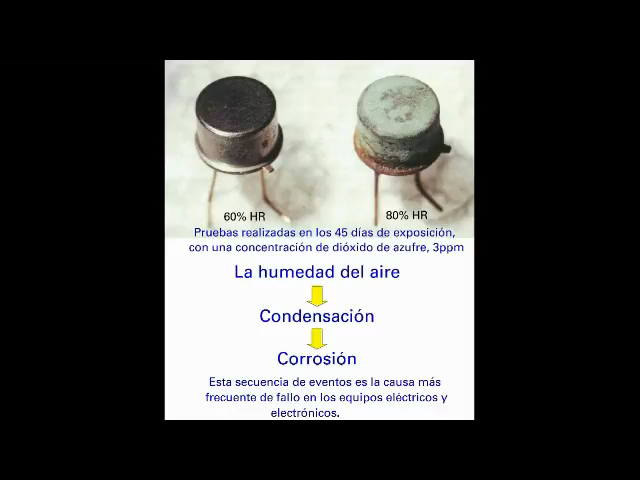 60% HR
80% HR
Pruebas realizadas en los 45 días de exposición,
con una concentración de dióxido de azufre, 3ppm
La humedad del aire
Condensación
Corrosión
Esta secuencia de eventos es la causa más
frecuente de fallo en los equipos eléctricos y
electrónicos.